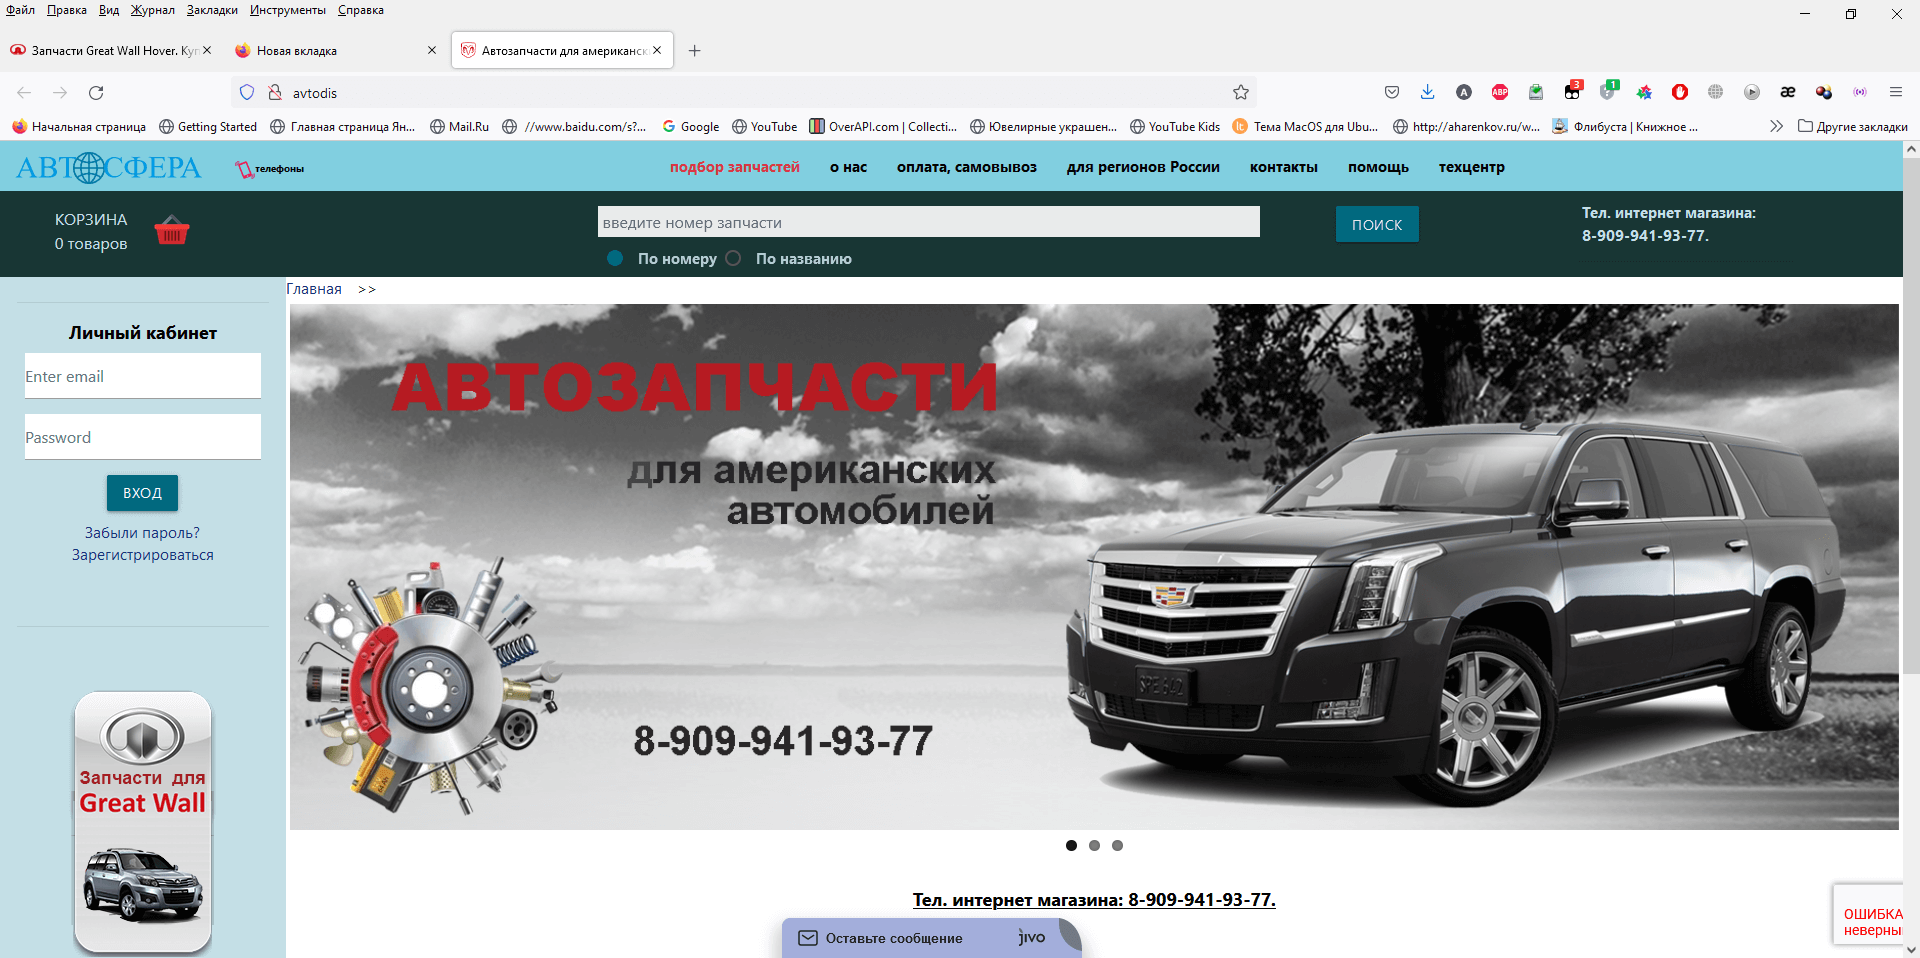 Файл Правка Вид Журнал Закладки Инструменты Справка
Запчасти Great Wall Hover. Куп
Новая вкладка
Автозапчасти для американск
avtodis
3
1
Начальная страница
Getting Started
Главная страница Ян...
Mail.Ru
//www.baidu.com/s?...
Google
YouTube
OverAPI.com | Collecti...
Ювелирные украшен...
YouTube Kids
Тема MacOS для Ubu...
http://aharenkov.ru/w...
Флибуста | Книжное ...
Другие закладки
АВТОСФЕРА
телефоны
подбор запчастей
о нас
оплата, самовывоз
для регионов России
контакты
помощь
техцентр
КОРЗИНА
0 товаров
введите номер запчасти
ПОИСК
По номеру
По названию
Тел. интернет магазина:
8-909-941-93-77.
Главная >>
Личный кабинет
Enter email
Password
ВХОД
Забыли пароль?
Зарегистрироваться
Запчасти для
Great Wall
АВТОЗАПЧАСТИ
для американских
автомобилей
8-909-941-93-77
Тел. интернет магазина: 8-909-941-93-77.
Оставьте сообщение
jivo
ОШИБКА
неверны